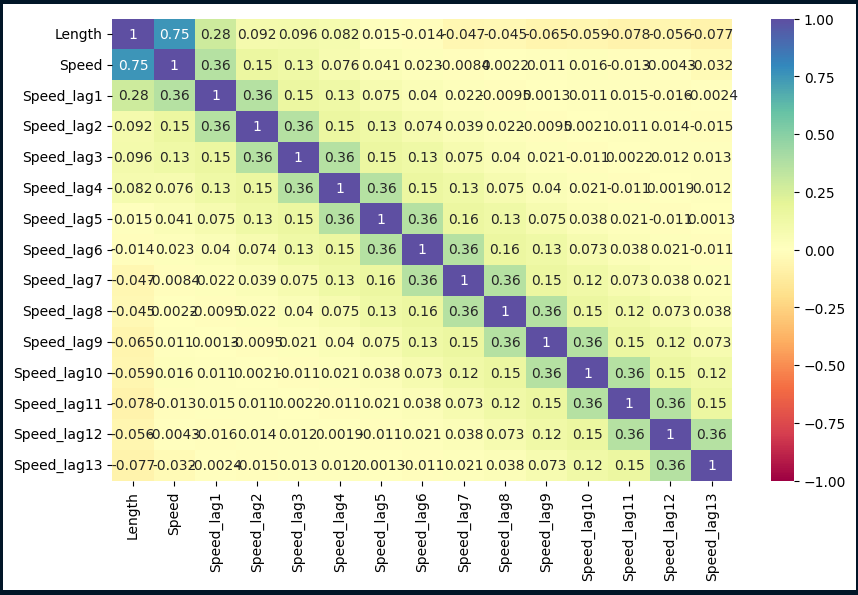 Length 1 0.75 0.28 0.092 0.096 0.082 0.015 -0.014 -0.047 -0.045 -0.065 -0.059 -0.078 -0.056 -0.077
Speed 0.75 1 0.36 0.15 0.13 0.076 0.041 0.023 -0.0084 0.0022 0.011 0.016 -0.013 -0.0043 -0.032
Speed_lag1 0.28 0.36 1 0.36 0.15 0.13 0.075 0.04 0.022 -0.0095 0.0013 0.011 0.015 -0.016 -0.0024
Speed_lag2 0.092 0.15 0.36 1 0.36 0.15 0.13 0.074 0.039 0.022 -0.0095 0.0021 0.011 0.014 -0.015
Speed_lag3 0.096 0.13 0.15 0.36 1 0.36 0.15 0.13 0.075 0.04 0.021 -0.011 0.0022 0.012 0.013
Speed_lag4 0.082 0.076 0.13 0.15 0.36 1 0.36 0.15 0.13 0.075 0.04 0.021 -0.011 0.0019 0.012
Speed_lag5 0.015 0.041 0.075 0.13 0.15 0.36 1 0.36 0.16 0.13 0.075 0.038 0.021 -0.011 0.0013
Speed_lag6 -0.014 0.023 0.04 0.074 0.13 0.15 0.36 1 0.36 0.16 0.13 0.073 0.038 0.021 -0.011
Speed_lag7 -0.047 -0.0084 0.022 0.039 0.075 0.13 0.16 0.36 1 0.36 0.15 0.12 0.073 0.038 0.021
Speed_lag8 -0.045 0.0022 -0.0095 0.022 0.04 0.075 0.13 0.16 0.36 1 0.36 0.15 0.12 0.073 0.038
Speed_lag9 -0.065 0.011 0.0013 -0.0095 0.021 0.04 0.075 0.13 0.15 0.36 1 0.36 0.15 0.12 0.073
Speed_lag10 -0.059 0.016 0.011 0.0021 -0.011 0.021 0.038 0.073 0.12 0.15 0.36 1 0.36 0.15 0.12
Speed_lag11 -0.078 -0.013 0.015 0.011 0.0022 -0.011 0.021 0.038 0.073 0.12 0.15 0.36 1 0.36 0.15
Speed_lag12 -0.056 -0.0043 -0.016 0.014 0.012 0.0019 -0.011 0.021 0.038 0.073 0.12 0.15 0.36 1 0.36
Speed_lag13 -0.077 -0.032 -0.0024 -0.015 0.013 0.012 0.0013 -0.011 0.021 0.038 0.073 0.12 0.15 0.36 1
Length Speed Speed_lag1 Speed_lag2 Speed_lag3 Speed_lag4 Speed_lag5 Speed_lag6 Speed_lag7 Speed_lag8 Speed_lag9 Speed_lag10 Speed_lag11 Speed_lag12 Speed_lag13
1.00
0.75
0.50
0.25
0.00
−0.25
−0.50
−0.75
−1.00